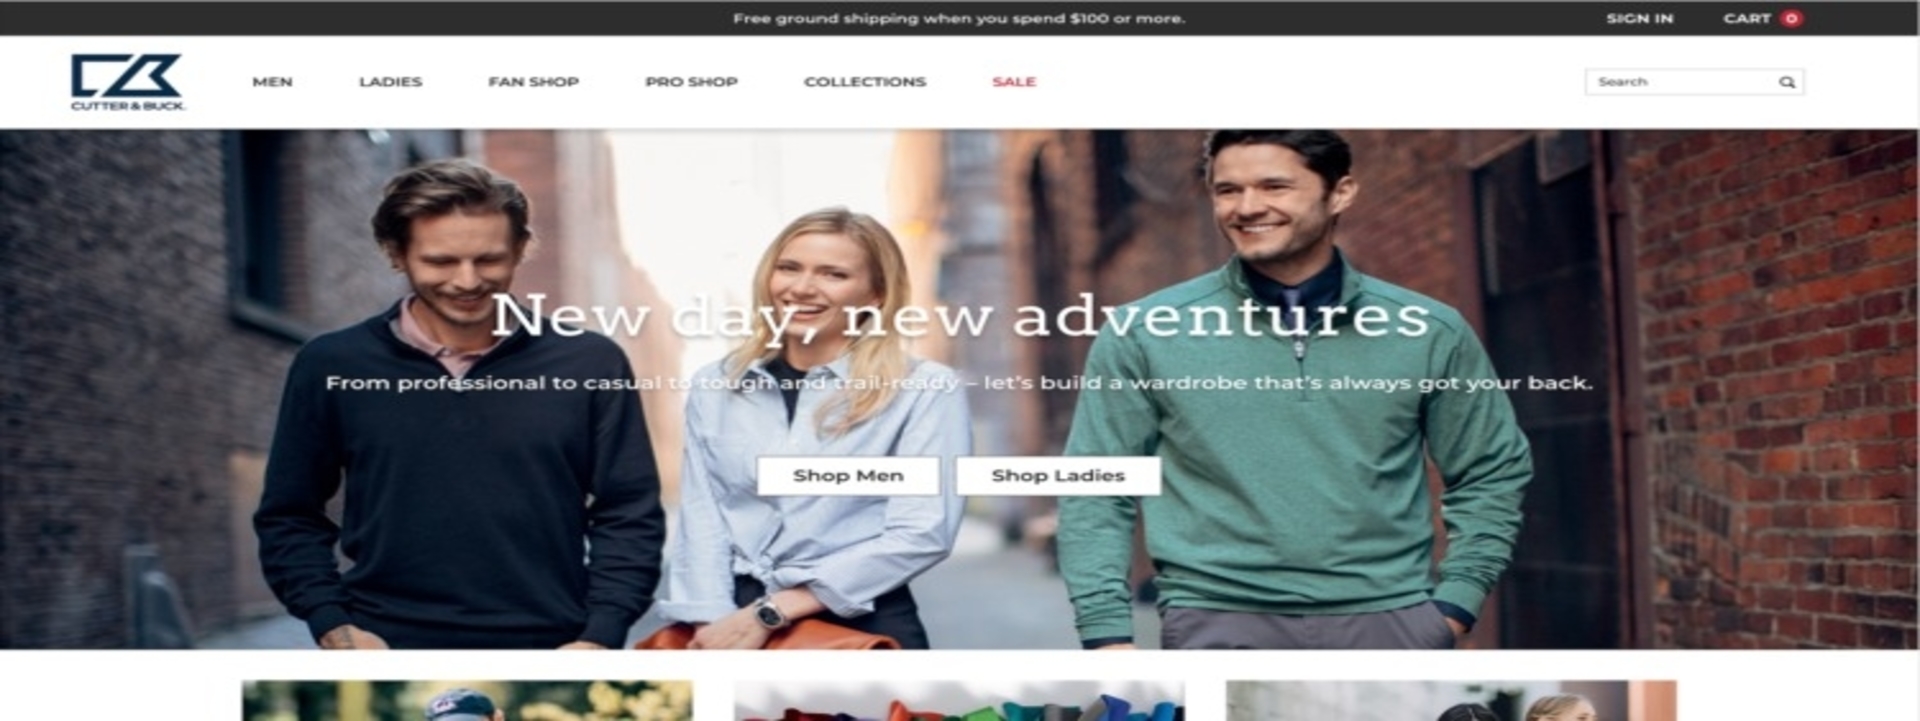 Free ground shipping when you spend $100 or more.
SIGN IN
CART 0
CUTTER & BUCK
MEN
LADIES
FAN SHOP
PRO SHOP
COLLECTIONS
SALE
Search
New day, new adventures
From professional to casual to tough and trail-ready – let's build a wardrobe that's always got your back.
Shop Men
Shop Ladies